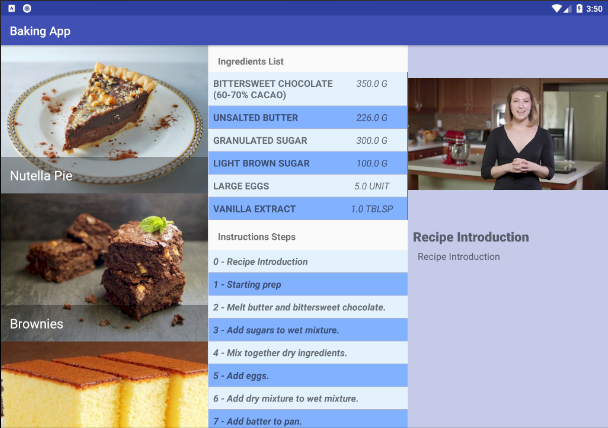 3:50
Baking App
Nutella Pie
Brownies
Ingredients List
BITTERSWEET CHOCOLATE 350.0 G
(60-70% CACAO)
UNSALTED BUTTER 226.0 G
GRANULATED SUGAR 300.0 G
LIGHT BROWN SUGAR 100.0 G
LARGE EGGS 5.0 UNIT
VANILLA EXTRACT 1.0 TBLSP
Instructions Steps
0 - Recipe Introduction
1 - Starting prep
2 - Melt butter and bittersweet chocolate.
3 - Add sugars to wet mixture.
4 - Mix together dry ingredients.
5 - Add eggs.
6 - Add dry mixture to wet mixture.
7 - Add batter to pan.
Recipe Introduction
Recipe Introduction